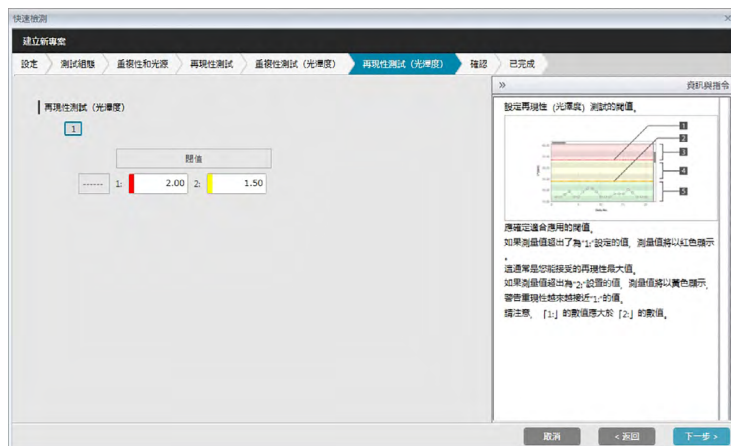 快速檢測
建立新專案
設定 測試組態 重複性和光源 再現性測試 重複性測試（光澤度） 再現性測試（光澤度） 確認 已完成
» 資訊與指令
再現性測試（光澤度）
1
閾值
------ 1: 2.00 2: 1.50
設定再現性（光澤度）測試的閾值。
1
2
3
4
5
應確定適合應用的閾值。
如果測量值超出了為"1:"設定的值，測量值將以紅色顯示
。
這通常是您能接受的再現性最大值。
如果測量值超出為"2:"設置的值，測量值將以黃色顯示，
警告重現性越來越接近"1:"的值。
請注意，「1:」的數值應大於「2:」的數值。
取消 < 返回 下一步 >